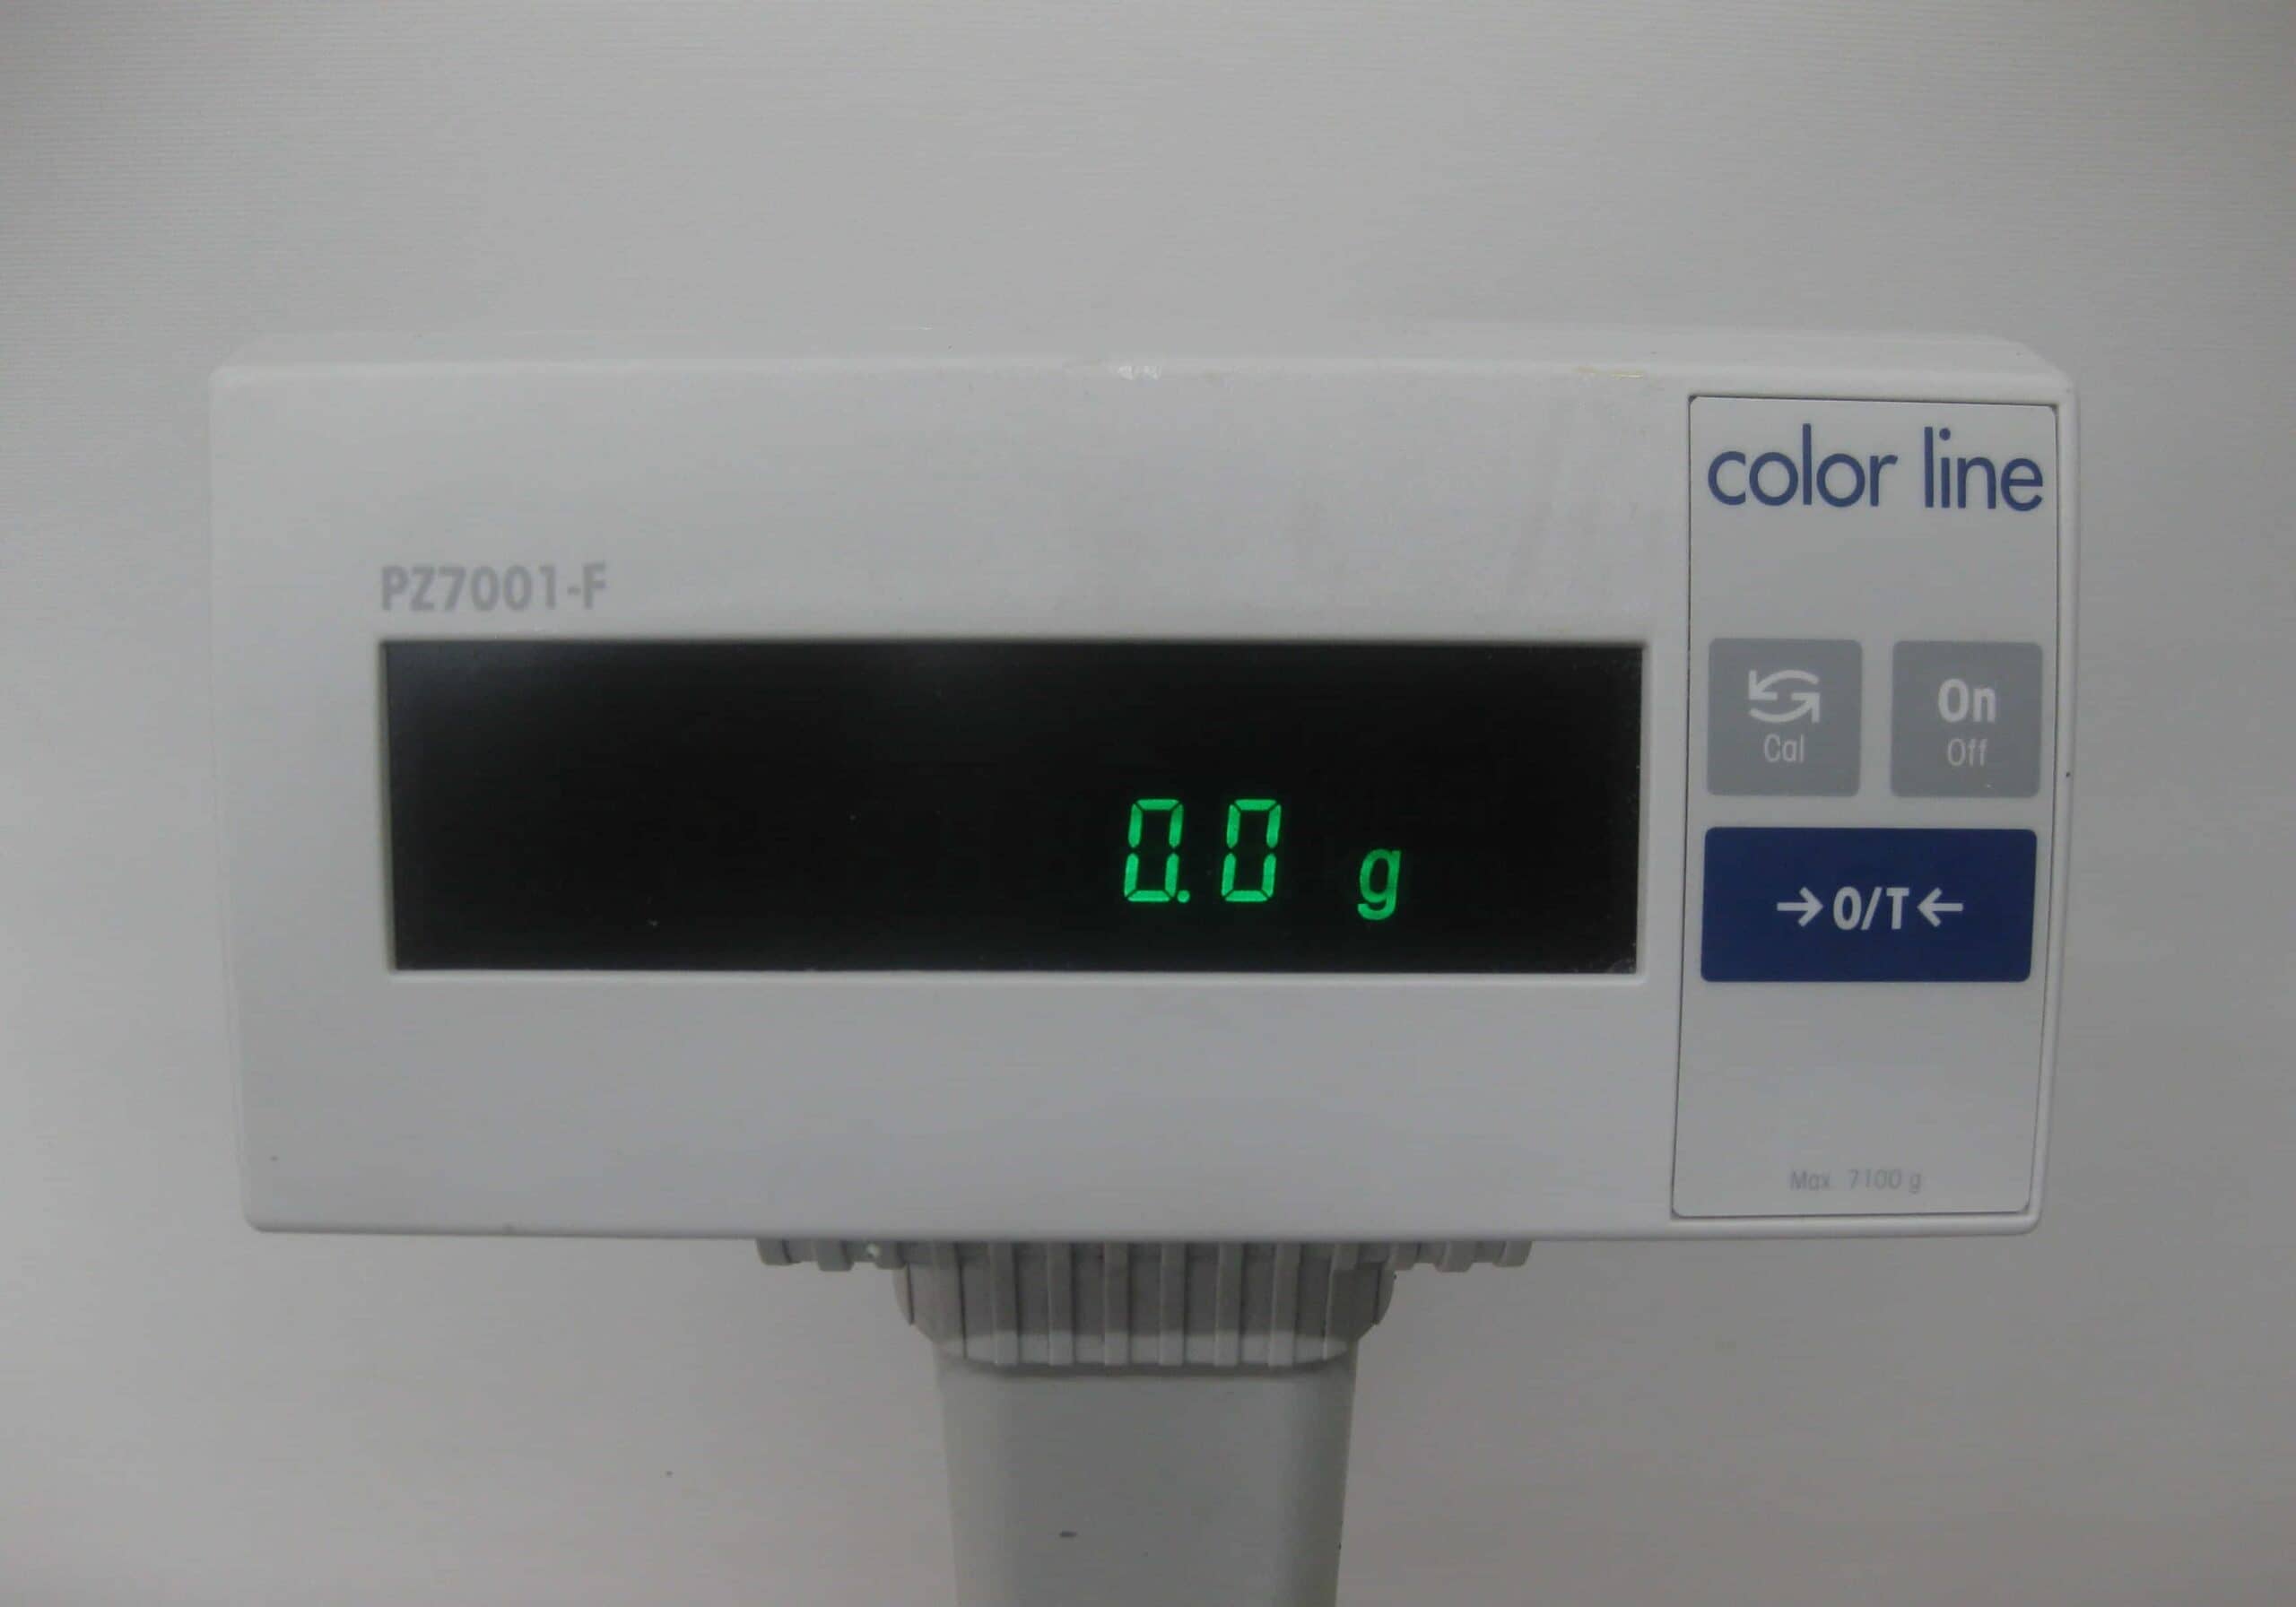 color line
PZ7001-F
Cal
On
Off
0.0 g
→0/T←
Max 7100 g